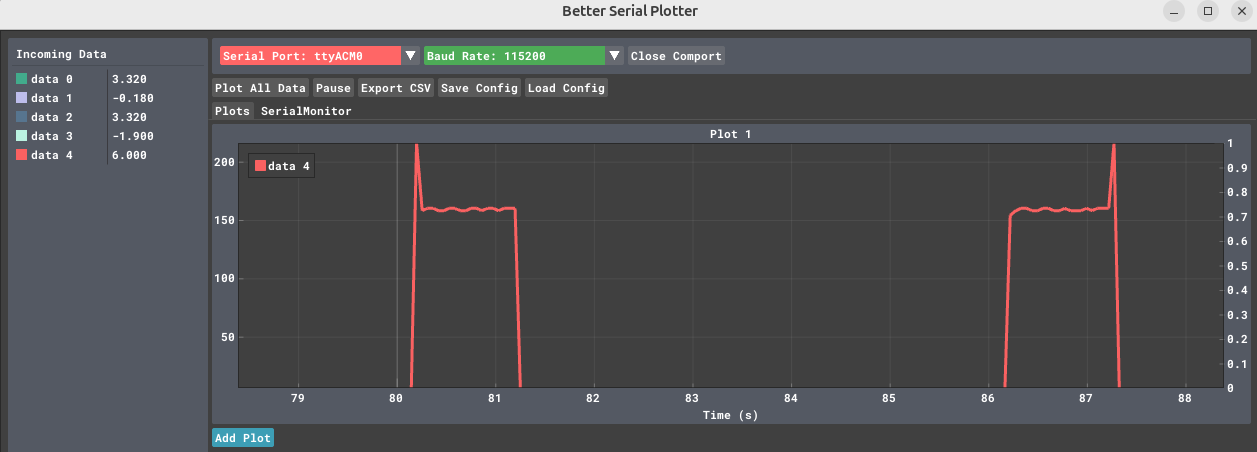 Better Serial Plotter
Incoming Data
data 0 3.320
data 1 -0.180
data 2 3.320
data 3 -1.900
data 4 6.000
Serial Port: ttyACM0 Baud Rate: 115200 Close Comport
Plot All Data Pause Export CSV Save Config Load Config
Plots SerialMonitor
Plot 1
data 4
200
150
100
50
1
0.9
0.8
0.7
0.6
0.5
0.4
0.3
0.2
0.1
0
79 80 81 82 83 84 85 86 87 88
Time (s)
Add Plot